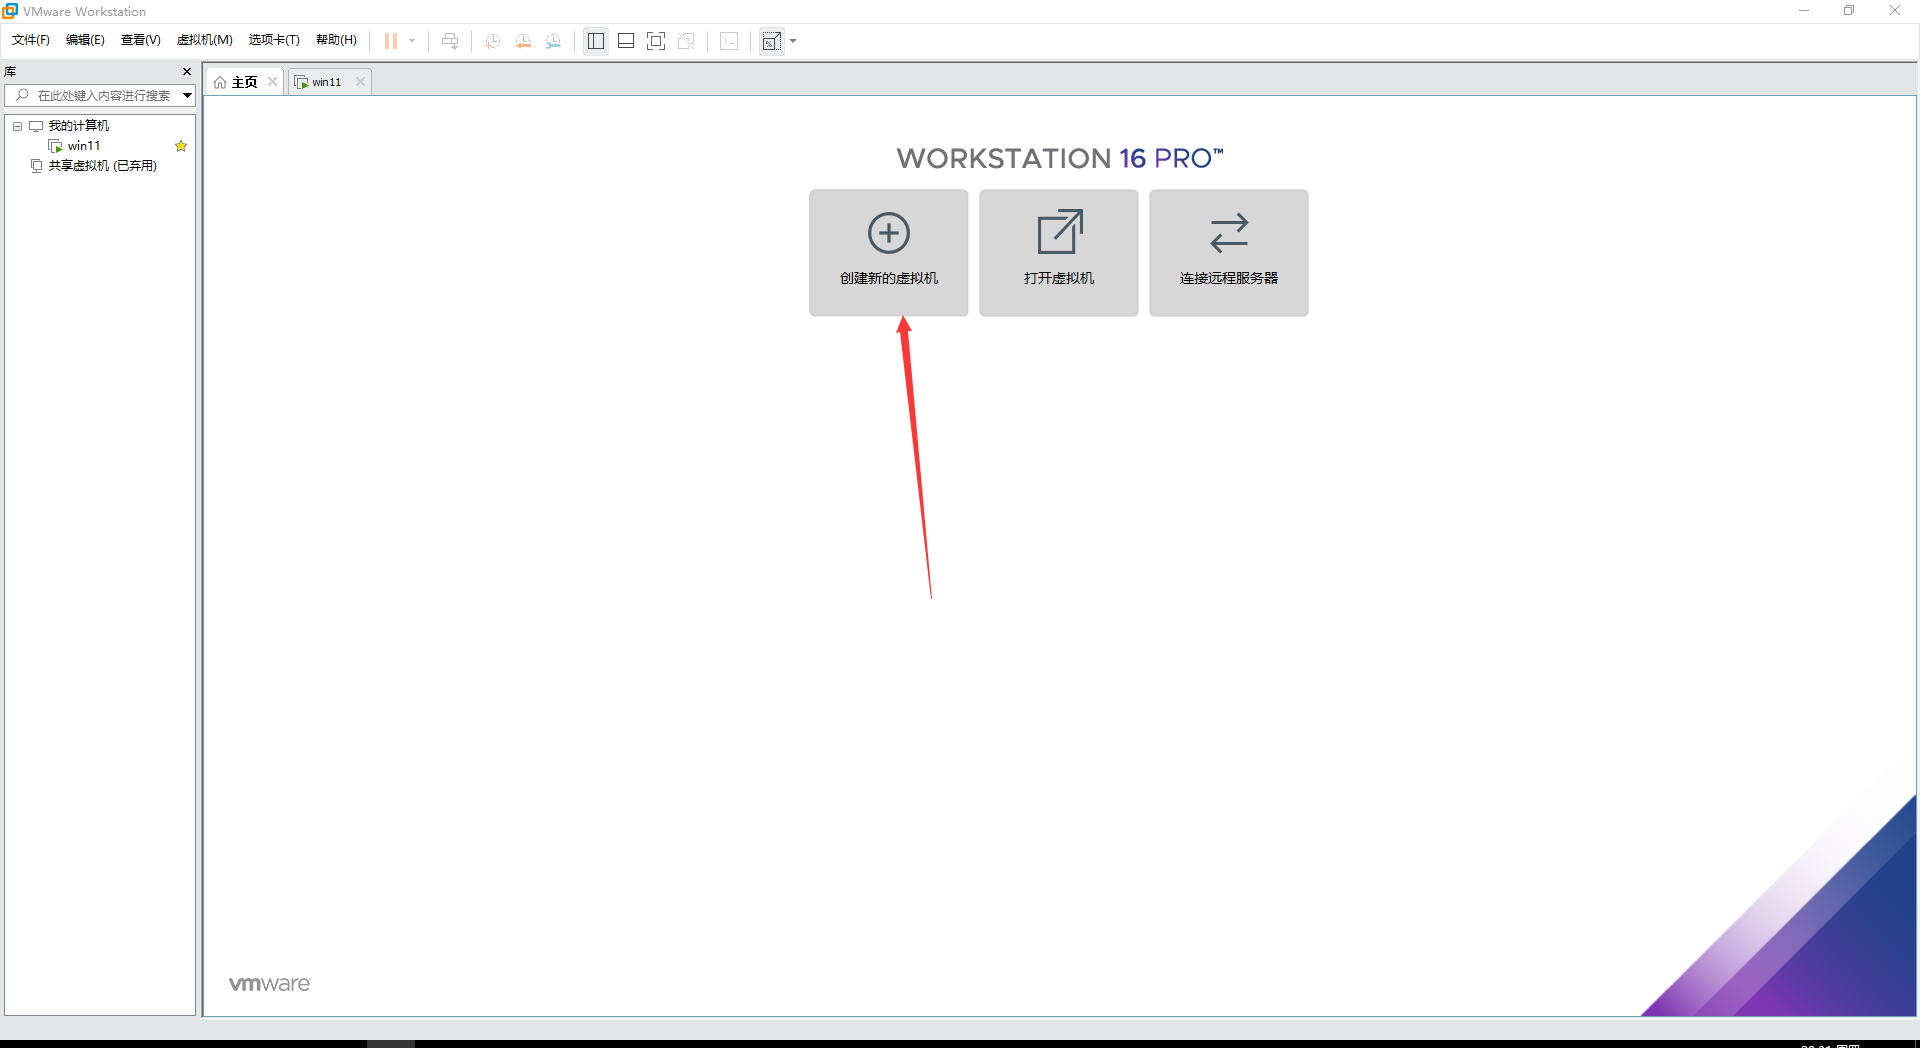 VMware Workstation
文件(F) 编辑(E) 查看(V) 虚拟机(M) 选项卡(T) 帮助(H)
库
在此处键入内容进行搜索
我的计算机
win11
共享虚拟机 (已弃用)
主页 win11
WORKSTATION 16 PRO™
创建新的虚拟机 打开虚拟机 连接远程服务器
vmware